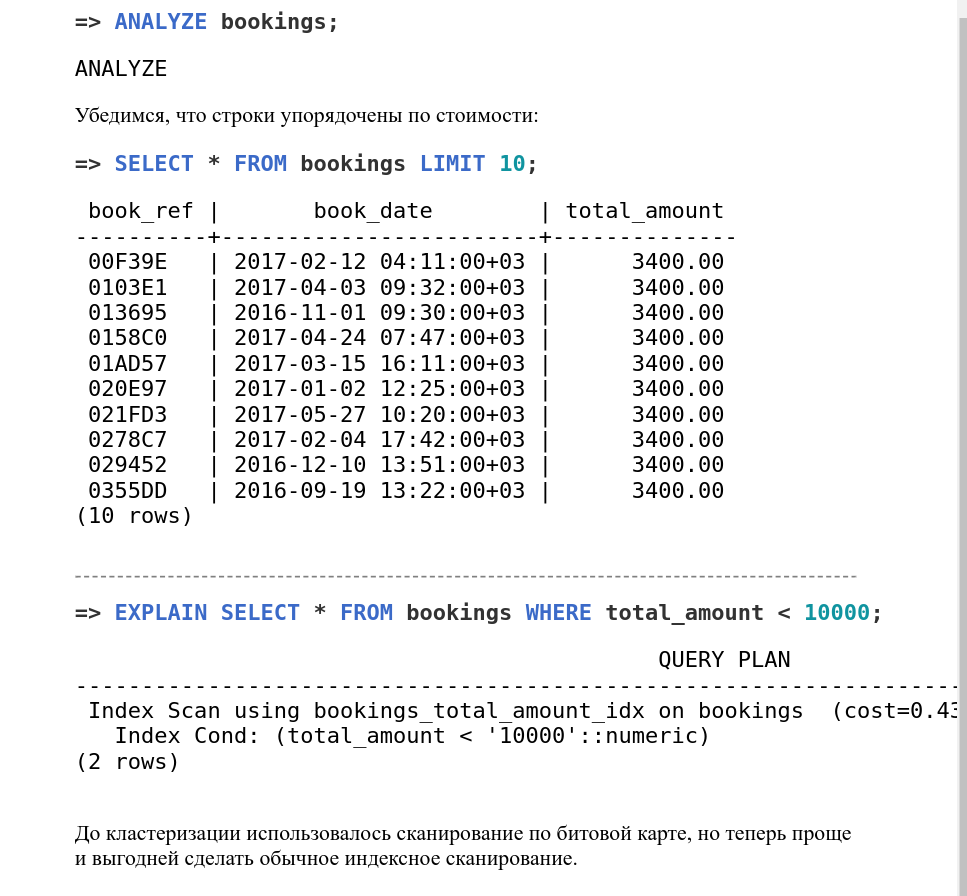 => ANALYZE bookings;
ANALYZE
Убедимся, что строки упорядочены по стоимости:
=> SELECT * FROM bookings LIMIT 10;
 book_ref |       book_date        | total_amount
----------+------------------------+--------------
 00F39E   | 2017-02-12 04:11:00+03 |      3400.00
 0103E1   | 2017-04-03 09:32:00+03 |      3400.00
 013695   | 2016-11-01 09:30:00+03 |      3400.00
 0158C0   | 2017-04-24 07:47:00+03 |      3400.00
 01AD57   | 2017-03-15 16:11:00+03 |      3400.00
 020E97   | 2017-01-02 12:25:00+03 |      3400.00
 021FD3   | 2017-05-27 10:20:00+03 |      3400.00
 0278C7   | 2017-02-04 17:42:00+03 |      3400.00
 029452   | 2016-12-10 13:51:00+03 |      3400.00
 0355DD   | 2016-09-19 13:22:00+03 |      3400.00
(10 rows)
=> EXPLAIN SELECT * FROM bookings WHERE total_amount < 10000;
QUERY PLAN
-------------------------------------------------------------------
 Index Scan using bookings_total_amount_idx on bookings  (cost=0.43
   Index Cond: (total_amount < '10000'::numeric)
(2 rows)
До кластеризации использовалось сканирование по битовой карте, но теперь проще
и выгодней сделать обычное индексное сканирование.